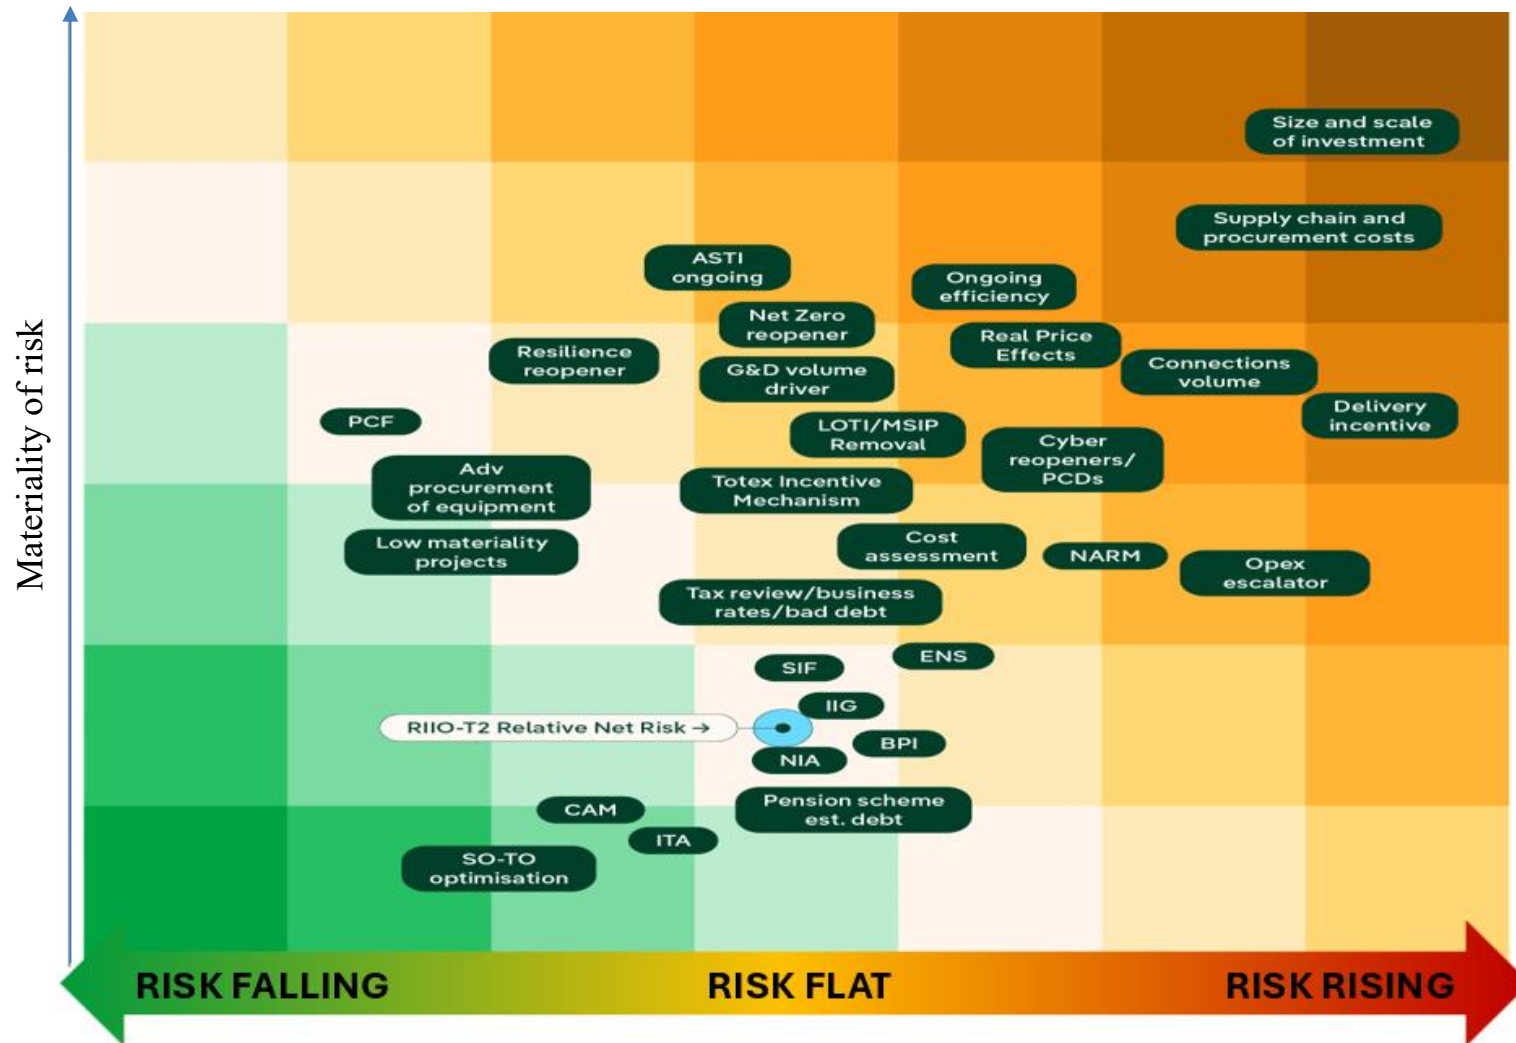 Materiality of risk
Size and scale
of investment
Supply chain and
procurement costs
ASTI
ongoing
Ongoing
efficiency
Net Zero
reopener
Real Price
Effects
Resilience
reopener
Connections
volume
G&D volume
driver
Delivery
incentive
PCF
LOTI/MSIP
Removal
Cyber
reopeners/
PCDs
Adv
procurement
of equipment
Totex Incentive
Mechanism
Low materiality
projects
Cost
assessment
NARM
Opex
escalator
Tax review/business
rates/bad debt
SIF
ENS
IIG
RIIO-T2 Relative Net Risk →
BPI
NIA
CAM
Pension scheme
est. debt
ITA
SO-TO
optimisation
RISK FALLING
RISK FLAT
RISK RISING